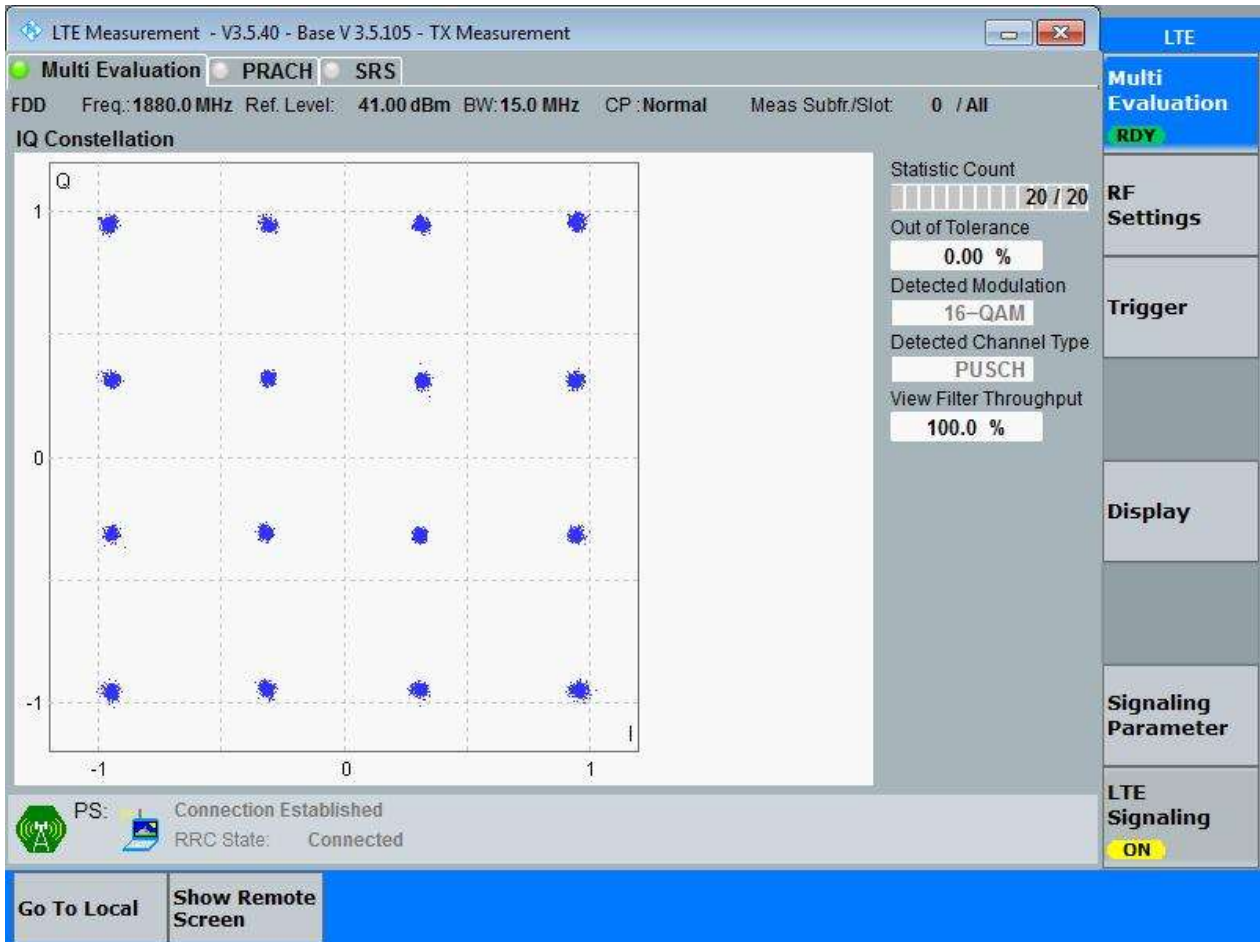 LTE Measurement - V3.5.40 - Base V 3.5.105 - TX Measurement
LTE
Multi Evaluation PRACH SRS
Multi
Evaluation
RDY
FDD Freq.: 1880.0 MHz Ref. Level: 41.00 dBm BW: 15.0 MHz CP : Normal Meas Subfr./Slot: 0 / All
IQ Constellation
Q
1
0
-1
I
-1 0 1
Statistic Count
20 / 20
Out of Tolerance
0.00 %
Detected Modulation
16-QAM
Detected Channel Type
PUSCH
View Filter Throughput
100.0 %
RF
Settings
Trigger
Display
Signaling
Parameter
LTE
Signaling
ON
PS: Connection Established
RRC State: Connected
Go To Local
Show Remote
Screen